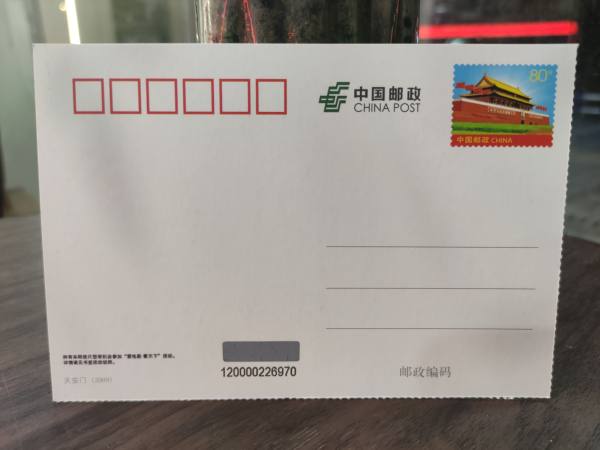 中国邮政
CHINA POST
80分
中国邮政 CHINA
120000226970
邮政编码
天安门 (2009)